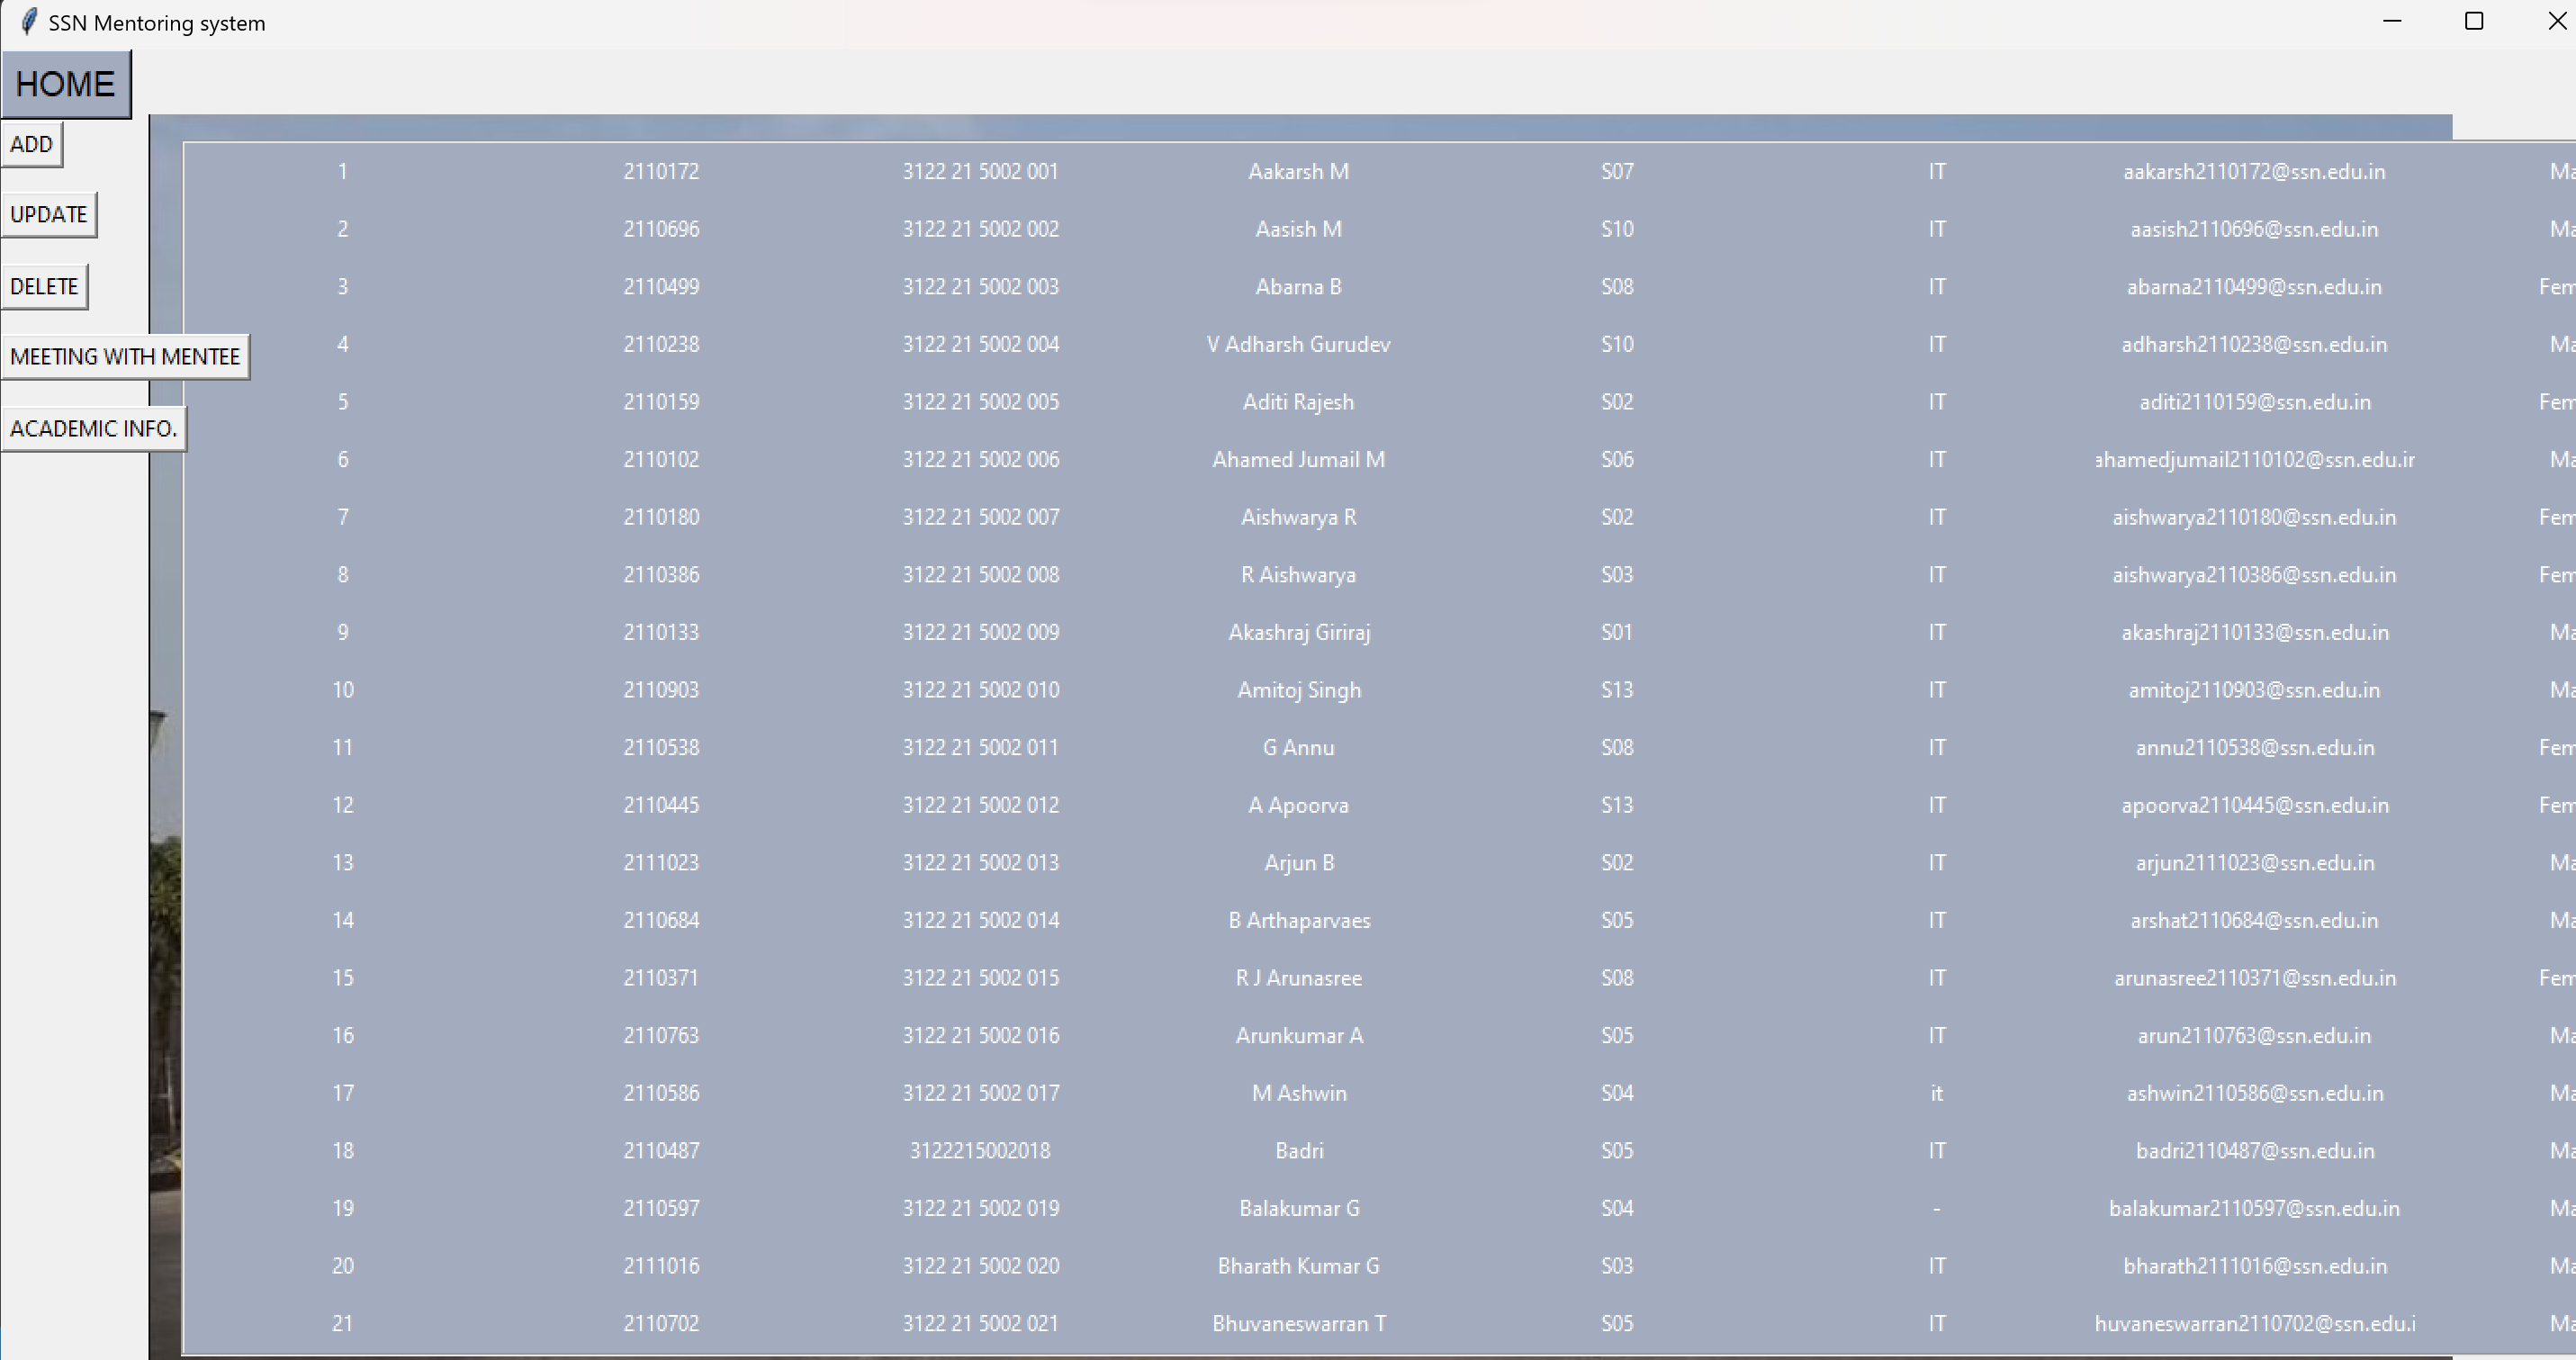 SSN Mentoring system
HOME
ADD
UPDATE
DELETE
MEETING WITH MENTEE
ACADEMIC INFO.
1 2110172 3122 21 5002 001 Aakarsh M S07 IT aakarsh2110172@ssn.edu.in Ma
2 2110696 3122 21 5002 002 Aasish M S10 IT aasish2110696@ssn.edu.in Ma
3 2110499 3122 21 5002 003 Abarna B S08 IT abarna2110499@ssn.edu.in Fem
4 2110238 3122 21 5002 004 V Adharsh Gurudev S10 IT adharsh2110238@ssn.edu.in Ma
5 2110159 3122 21 5002 005 Aditi Rajesh S02 IT aditi2110159@ssn.edu.in Fem
6 2110102 3122 21 5002 006 Ahamed Jumail M S06 IT ahamedjumail2110102@ssn.edu.ir Ma
7 2110180 3122 21 5002 007 Aishwarya R S02 IT aishwarya2110180@ssn.edu.in Fem
8 2110386 3122 21 5002 008 R Aishwarya S03 IT aishwarya2110386@ssn.edu.in Fem
9 2110133 3122 21 5002 009 Akashraj Giriraj S01 IT akashraj2110133@ssn.edu.in Ma
10 2110903 3122 21 5002 010 Amitoj Singh S13 IT amitoj2110903@ssn.edu.in Ma
11 2110538 3122 21 5002 011 G Annu S08 IT annu2110538@ssn.edu.in Fem
12 2110445 3122 21 5002 012 A Apoorva S13 IT apoorva2110445@ssn.edu.in Fem
13 2111023 3122 21 5002 013 Arjun B S02 IT arjun2111023@ssn.edu.in Ma
14 2110684 3122 21 5002 014 B Arthaparvaes S05 IT arshat2110684@ssn.edu.in Ma
15 2110371 3122 21 5002 015 R J Arunasree S08 IT arunasree2110371@ssn.edu.in Fem
16 2110763 3122 21 5002 016 Arunkumar A S05 IT arun2110763@ssn.edu.in Ma
17 2110586 3122 21 5002 017 M Ashwin S04 it ashwin2110586@ssn.edu.in Ma
18 2110487 3122215002018 Badri S05 IT badri2110487@ssn.edu.in Ma
19 2110597 3122 21 5002 019 Balakumar G S04 - balakumar2110597@ssn.edu.in Ma
20 2111016 3122 21 5002 020 Bharath Kumar G S03 IT bharath2111016@ssn.edu.in Ma
21 2110702 3122 21 5002 021 Bhuvaneswarran T S05 IT huvaneswarran2110702@ssn.edu.i Ma